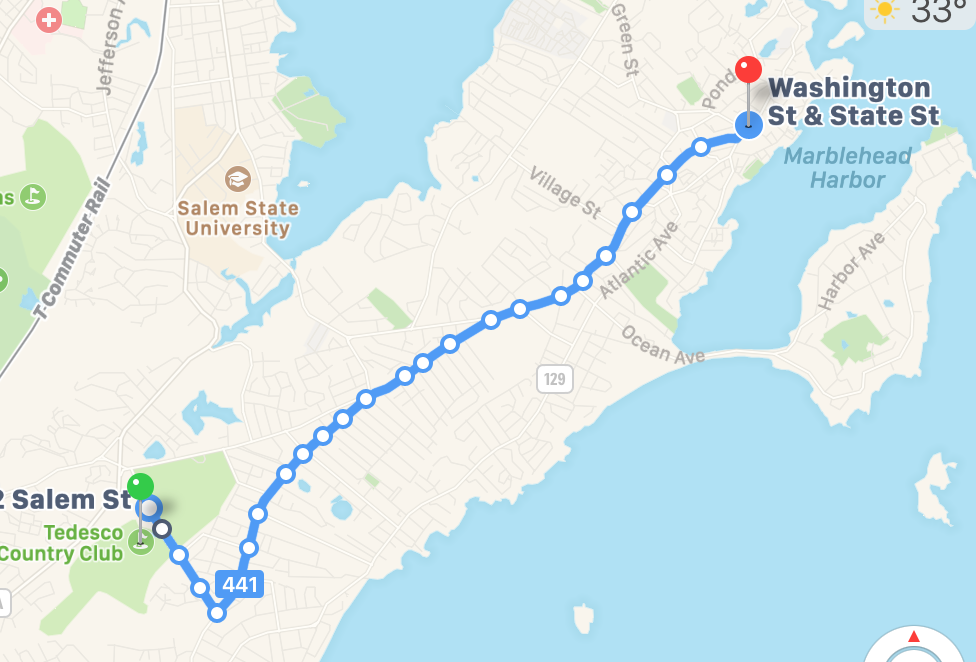 33°
Jefferson A
Green St
Pond
Washington
St & State St
Marblehead
Harbor
Village St
Salem State
University
ns
T-Commuter Rail
Atlantic Ave
Harbor Ave
Ocean Ave
129
2 Salem St
Tedesco
Country Club
441
A